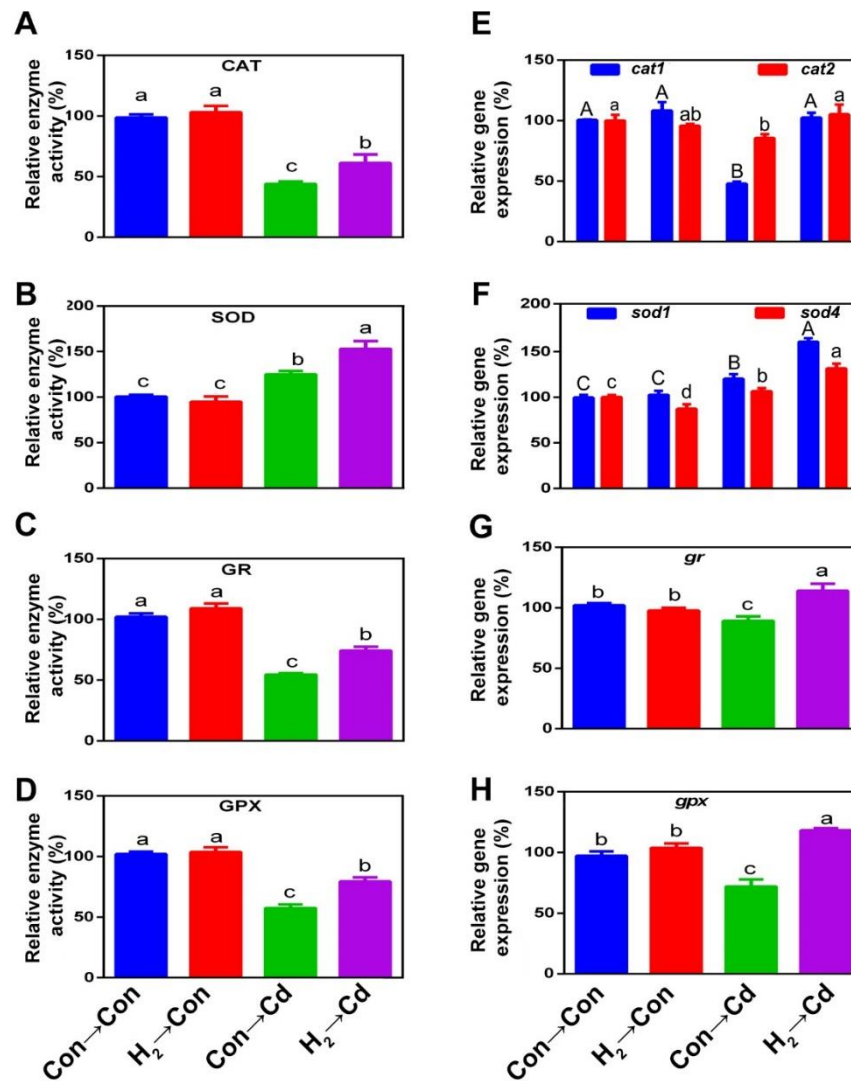 A
Relative enzyme
activity (%)
150
100
50
0
CAT
a
a
c
b
B
Relative enzyme
activity (%)
200
150
100
50
0
SOD
c
c
b
a
C
Relative enzyme
activity (%)
150
100
50
0
GR
a
a
c
b
D
Relative enzyme
activity (%)
150
100
50
0
GPX
a
a
c
b
Con→Con
H₂→Con
Con→Cd
H₂→Cd
E
Relative gene
expression (%)
150
100
50
0
cat1 cat2
A a
A ab
B b
A a
F
Relative gene
expression (%)
200
150
100
50
0
sod1 sod4
C c
C d
B b
A a
G
Relative gene
expression (%)
150
100
50
0
gr
b
b
c
a
H
Relative gene
expression (%)
150
100
50
0
gpx
b
b
c
a
Con→Con
H₂→Con
Con→Cd
H₂→Cd